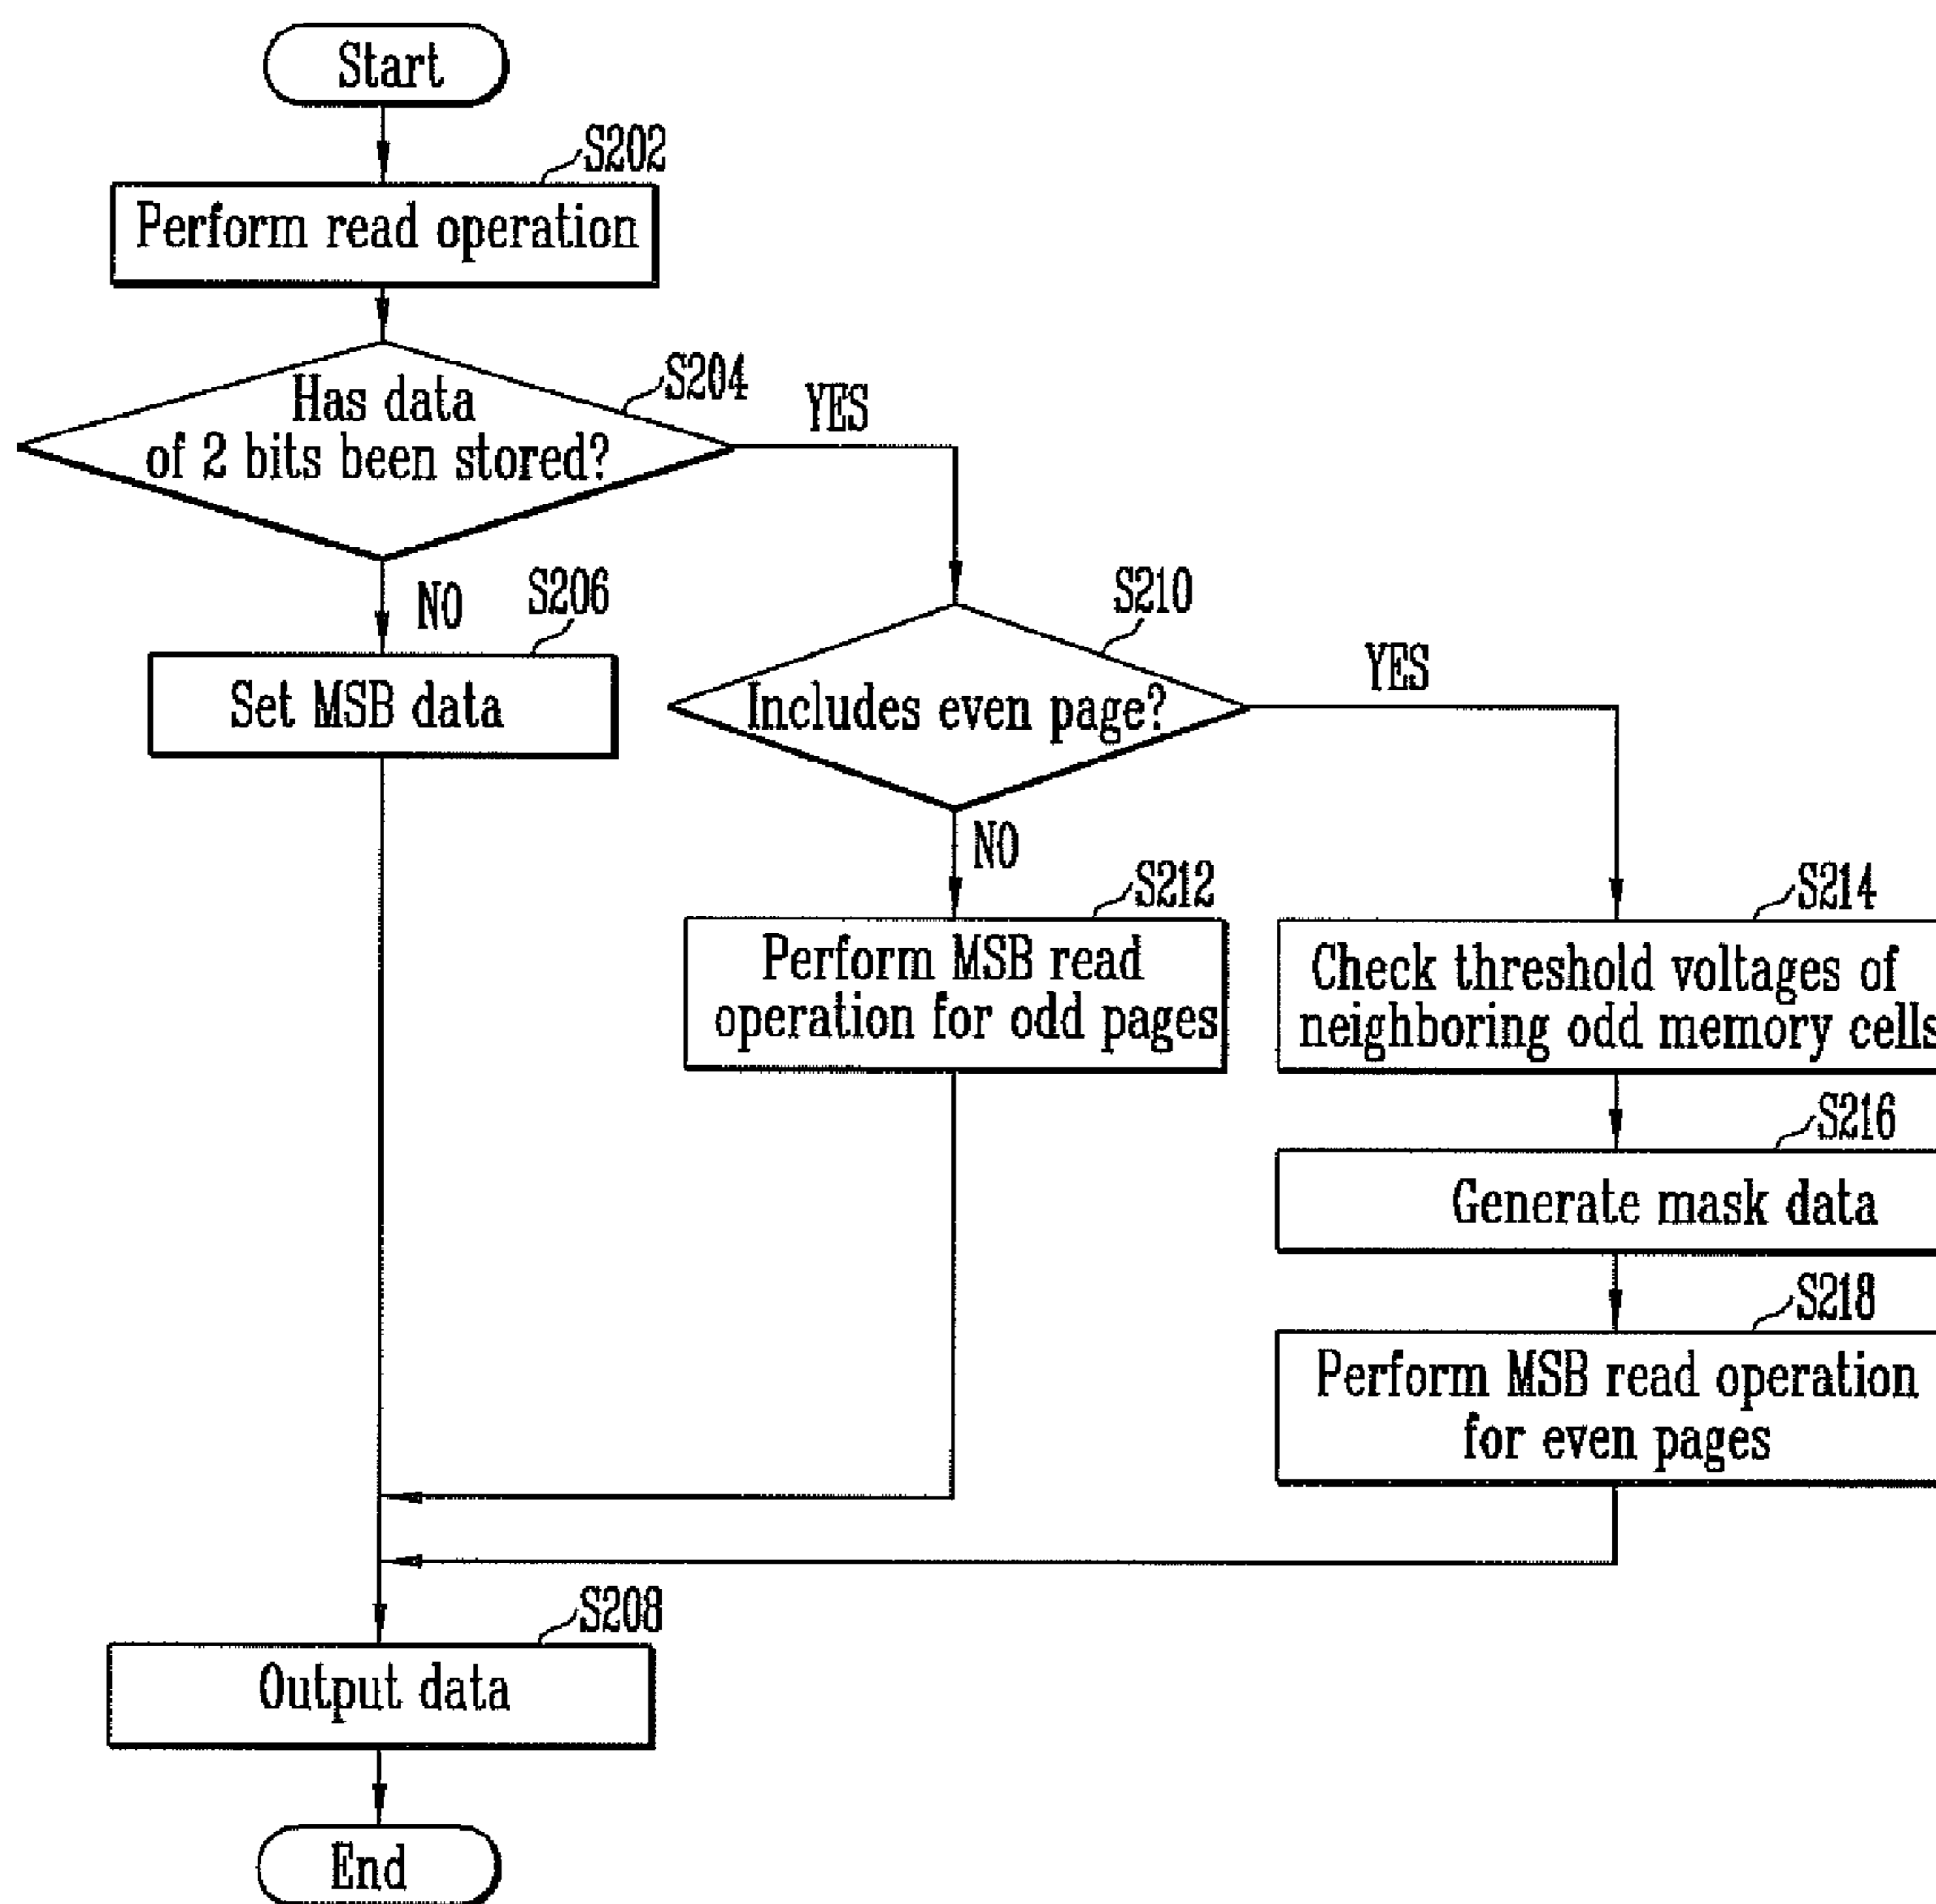 Start
S202
Perform read operation
S204
Has data
of 2 bits been stored?
YES
NO
S206
Set MSB data
S210
Includes even page?
YES
NO
S212
Perform MSB read
operation for odd pages
S214
Check threshold voltages of
neighboring odd memory cells
S216
Generate mask data
S218
Perform MSB read operation
for even pages
S208
Output data
End